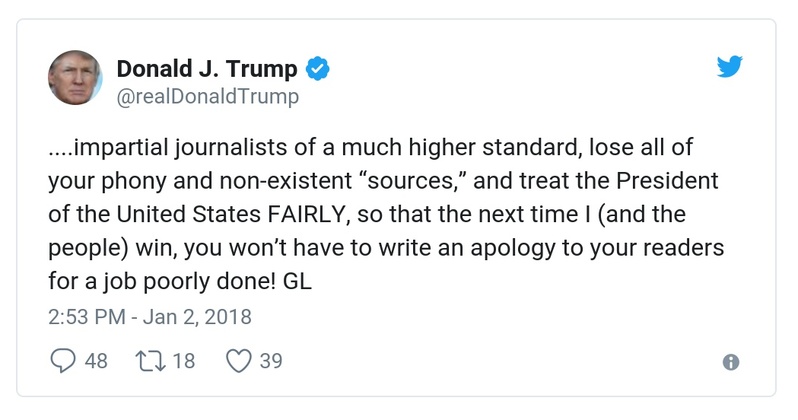 Donald J. Trump
@realDonaldTrump
....impartial journalists of a much higher standard, lose all of
your phony and non-existent “sources,” and treat the President
of the United States FAIRLY, so that the next time I (and the
people) win, you won’t have to write an apology to your readers
for a job poorly done! GL
2:53 PM - Jan 2, 2018
48 18 39